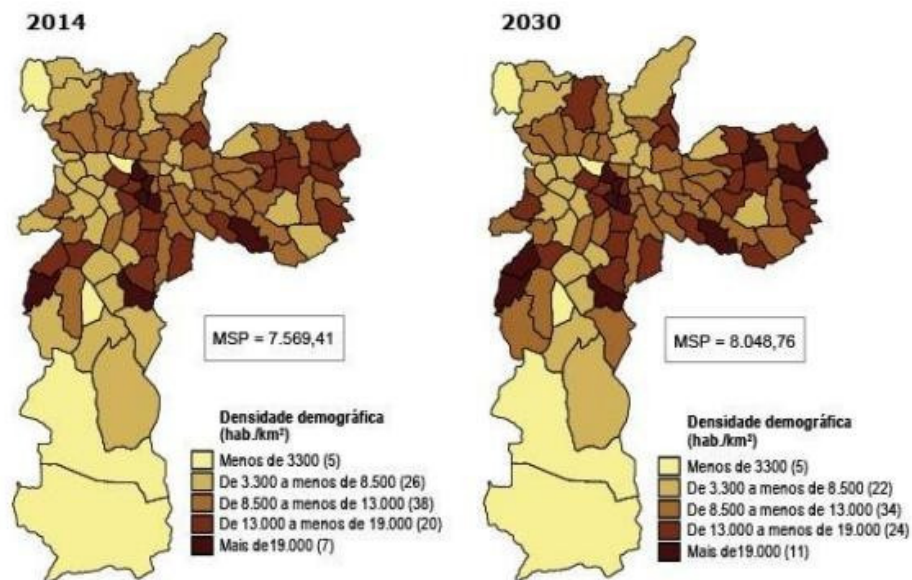 2014
MSP = 7.569,41
Densidade demográfica
(hab./km²)
Menos de 3300 (5)
De 3.300 a menos de 8.500 (26)
De 8.500 a menos de 13.000 (38)
De 13.000 a menos de 19.000 (20)
Mais de19.000 (7)
2030
MSP = 8.048,76
Densidade demográfica
(hab./km²)
Menos de 3300 (5)
De 3.300 a menos de 8.500 (22)
De 8.500 a menos de 13.000 (34)
De 13.000 a menos de 19.000 (24)
Mais de19.000 (11)